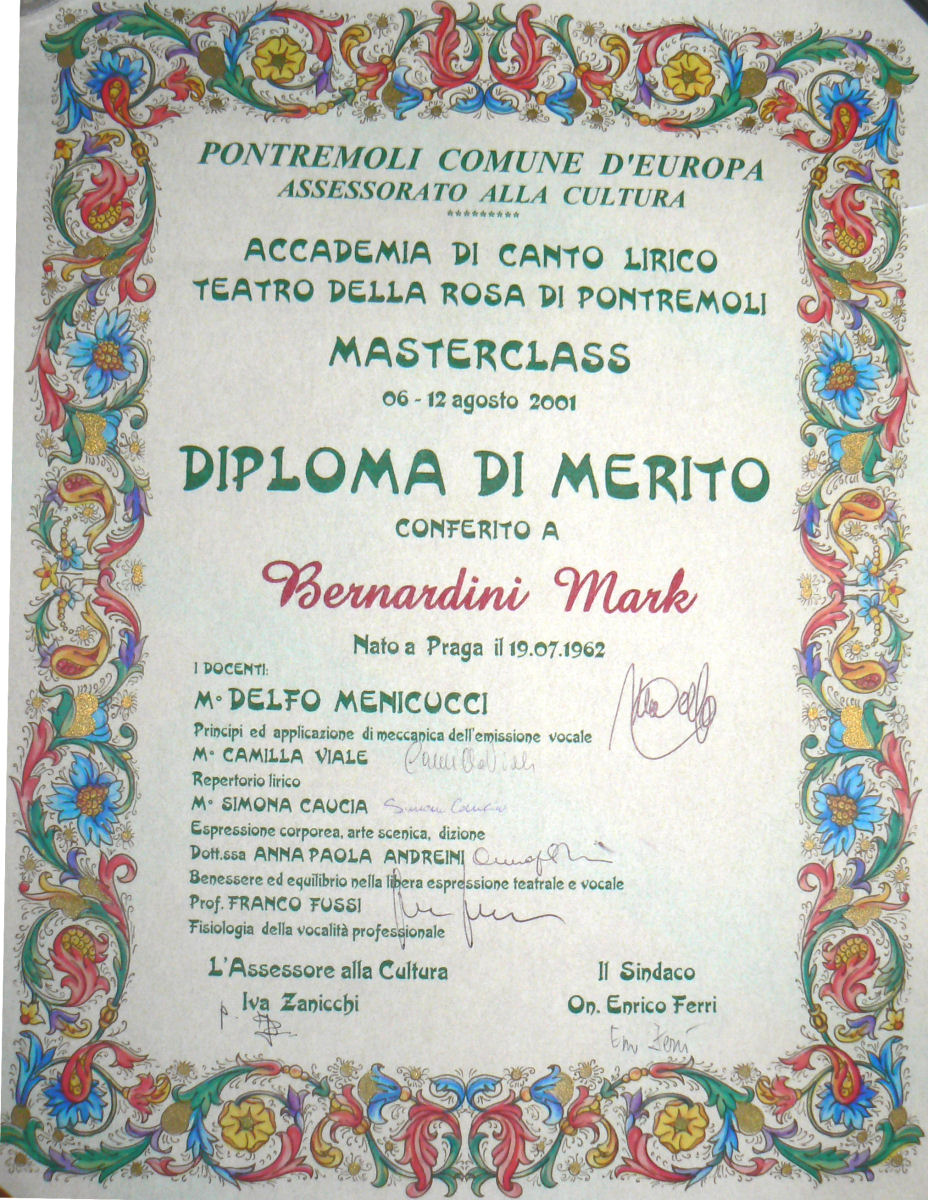 PONTREMOLI COMUNE D'EUROPA
ASSESSORATO ALLA CULTURA
*********
ACCADEMIA DI CANTO LIRICO
TEATRO DELLA ROSA DI PONTREMOLI
MASTERCLASS
06 - 12 agosto 2001
DIPLOMA DI MERITO
CONFERITO A
Bernardini Mark
Nato a Praga il 19.07.1962
I DOCENTI:
M° DELFO MENICUCCI
Principi ed applicazione di meccanica dell'emissione vocale
M° CAMILLA VIALE Camilla Viale
Repertorio lirico
M° SIMONA CAUCIA Simona Caucia
Espressione corporea, arte scenica, dizione
Dott.ssa ANNA PAOLA ANDREINI
Benessere ed equilibrio nella libera espressione teatrale e vocale
Prof. FRANCO FUSSI
Fisiologia della vocalità professionale
L'Assessore alla Cultura Il Sindaco
Iva Zanicchi On. Enrico Ferri